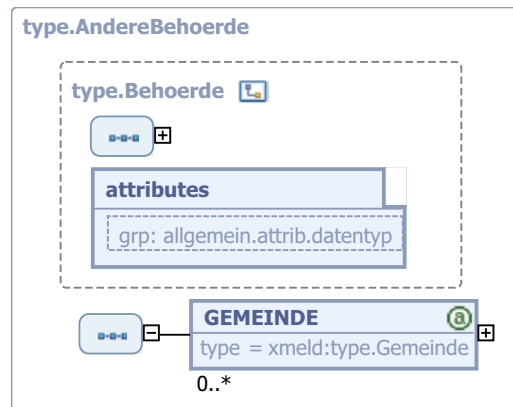 type.AndereBehoerde
type.Behoerde
attributes
grp: allgemein.attrib.datentyp
GEMEINDE
a
type = xmeld:type.Gemeinde
0..*